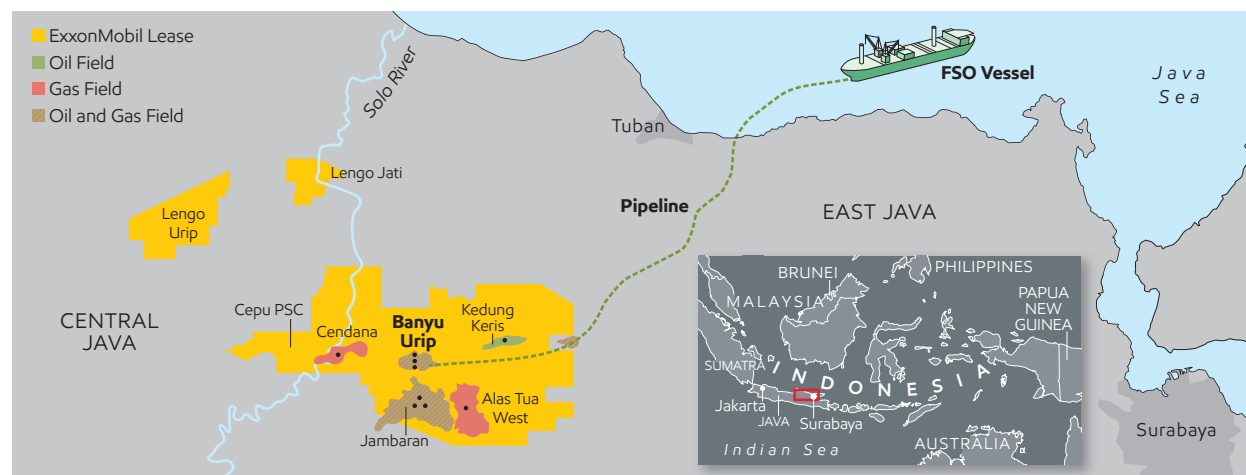 ExxonMobil Lease
Oil Field
Gas Field
Oil and Gas Field
Solo River
FSO Vessel
Java
Sea
Tuban
Lengo Jati
Lengo
Urip
Pipeline
EAST JAVA
CENTRAL
JAVA
Cepu PSC
Cendana
Banyu
Urip
Kedung
Keris
Alas Tua
West
Jambaran
Surabaya
BRUNEI
PHILIPPINES
MALAYSIA
PAPUA
NEW
GUINEA
SUMATRA
INDONESIA
Jakarta
JAVA
Surabaya
Indian Sea
AUSTRALIA